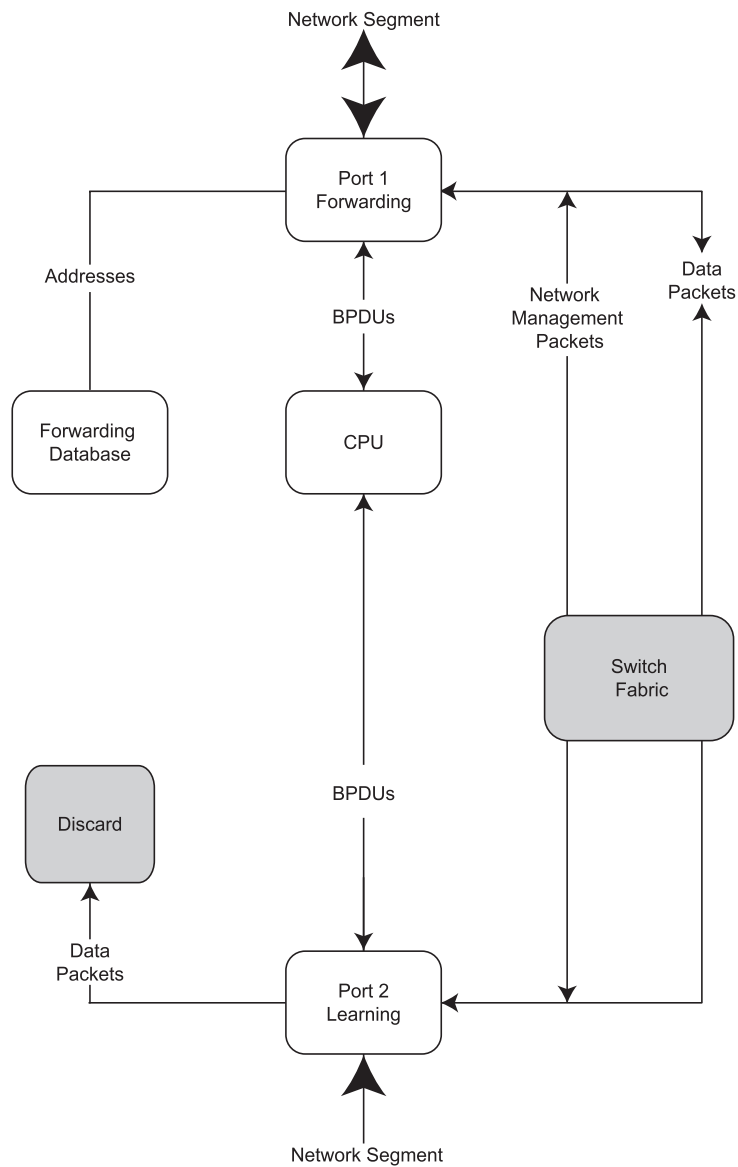 Network Segment
Port 1
Forwarding
Addresses
BPDUs
Network
Management
Packets
Data
Packets
Forwarding
Database
CPU
Switch
Fabric
Discard
BPDUs
Data
Packets
Port 2
Learning
Network Segment